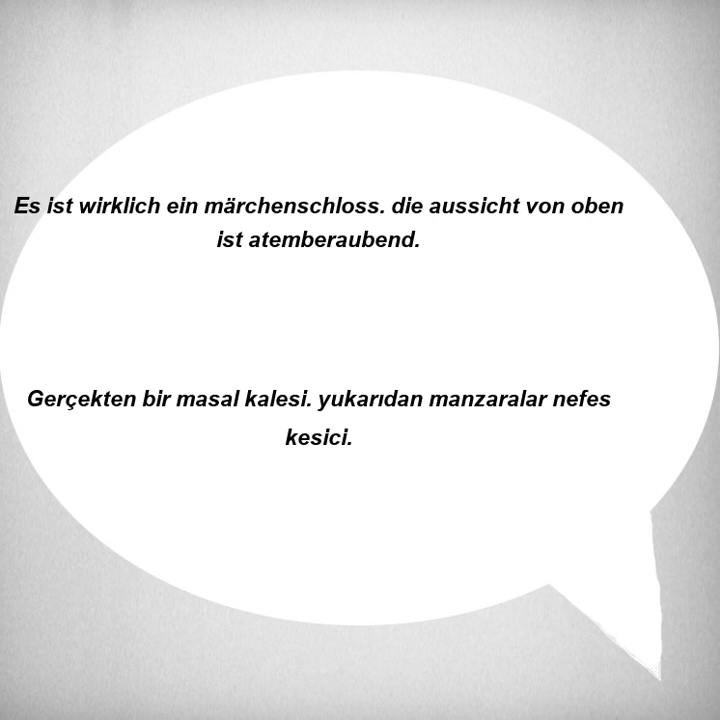 Es ist wirklich ein märchenschloss. die aussicht von oben
ist atemberaubend.
Gerçekten bir masal kalesi. yukarıdan manzaralar nefes
kesici.